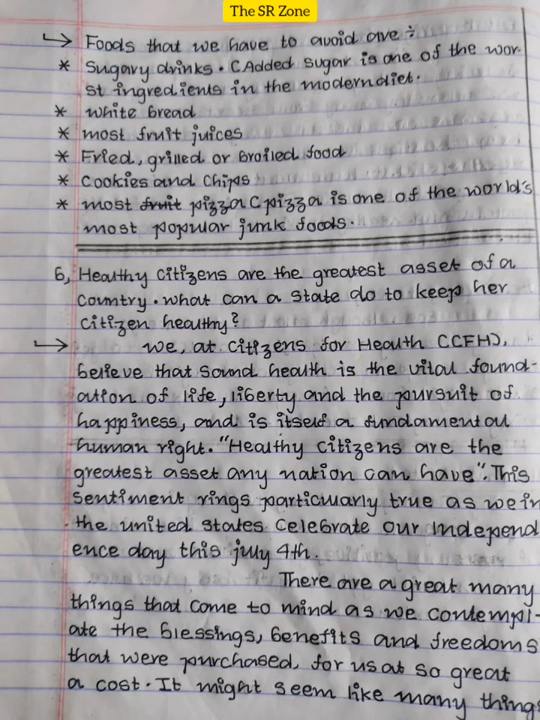 The SR Zone
↳ Foods that we have to avoid are ÷
* Sugary drinks. (Added sugar is one of the wor
st ingredients in the modern diet.
* white bread
* most fruit juices
* Fried, grilled or broiled food
* Cookies and chips
* most fruit pizza (pizza is one of the world's
most popular junk foods.
6, Healthy citizens are the greatest asset of a
country. what can a state do to keep her
citizen healthy?
→ we, at citizens for Health (CFH),
believe that sound health is the vital found-
ation of life, liberty and the pursuit of
happiness, and is itself a fundamental
human right. "Healthy citizens are the
greatest asset any nation can have". This
sentiment rings particularly true as we in
the united states celebrate our Independ
ence day this july 4th.
There are a great many
things that come to mind as we contempl-
ate the blessings, benefits and freedoms
that were purchased for us at so great
a cost. It might seem like many things